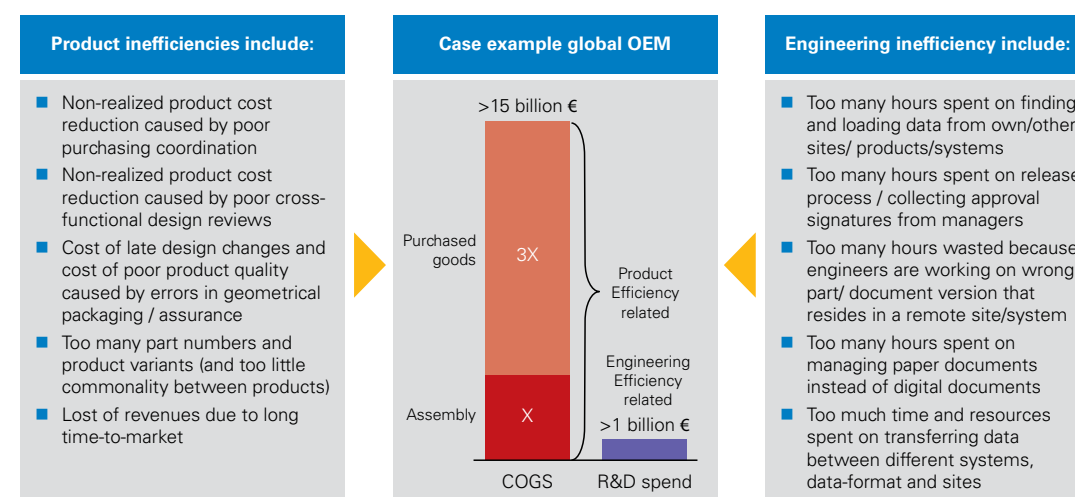 Product inefficiencies include:
Non-realized product cost
reduction caused by poor
purchasing coordination
Non-realized product cost
reduction caused by poor cross-
functional design reviews
Cost of late design changes and
cost of poor product quality
caused by errors in geometrical
packaging / assurance
Too many part numbers and
product variants (and too little
commonality between products)
Lost of revenues due to long
time-to-market
Case example global OEM
>15 billion €
Purchased
goods
3X
Product
Efficiency
related
Engineering
Efficiency
related
Assembly
X
>1 billion €
COGS
R&D spend
Engineering inefficiency include:
Too many hours spent on finding
and loading data from own/other
sites/ products/systems
Too many hours spent on release
process / collecting approval
signatures from managers
Too many hours wasted because
engineers are working on wrong
part/ document version that
resides in a remote site/system
Too many hours spent on
managing paper documents
instead of digital documents
Too much time and resources
spent on transferring data
between different systems,
data-format and sites